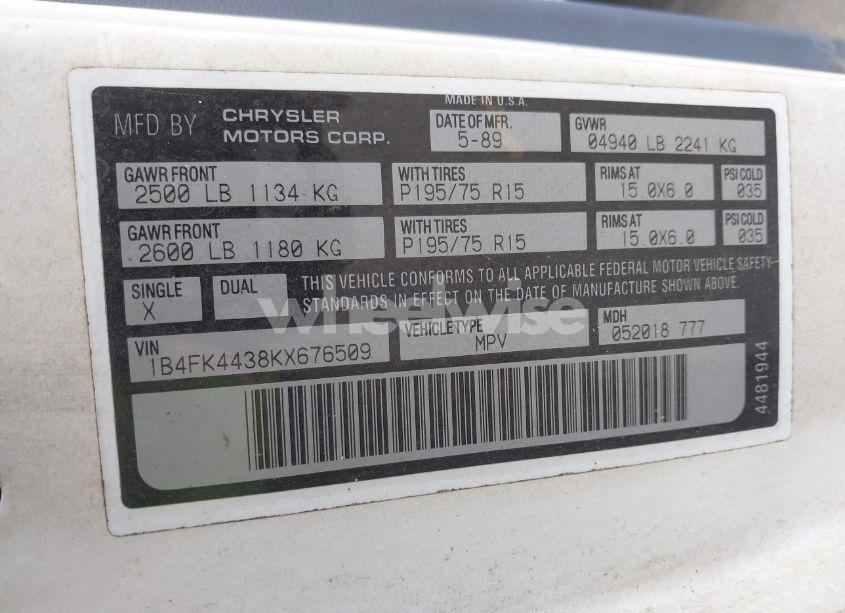 MADE IN U.S.A.
MFD BY CHRYSLER MOTORS CORP.
DATE OF MFR. 5-89
GVWR 04940 LB 2241 KG
GAWR FRONT 2500 LB 1134 KG
WITH TIRES P195/75 R15
RIMS AT 15.0X6.0
PSI COLD 035
GAWR FRONT 2600 LB 1180 KG
WITH TIRES P195/75 R15
RIMS AT 15.0X6.0
PSI COLD 035
SINGLE X
DUAL
THIS VEHICLE CONFORMS TO ALL APPLICABLE FEDERAL MOTOR VEHICLE SAFETY
STANDARDS IN EFFECT ON THE DATE OF MANUFACTURE SHOWN ABOVE.
VIN 1B4FK4438KX676509
VEHICLE TYPE MPV
MDH 052018 777
4481944
wheelwise